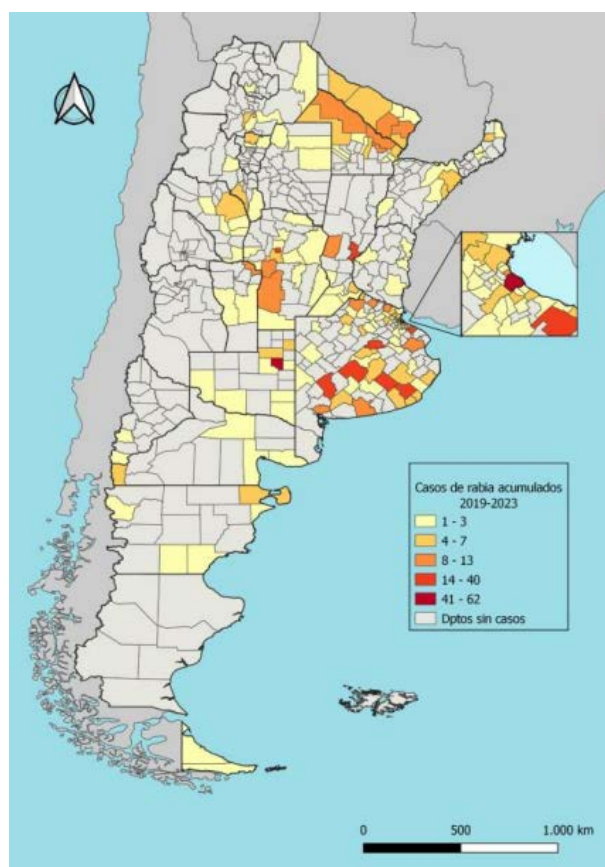 Casos de rabia acumulados
2019-2023
1 - 3
4 - 7
8 - 13
14 - 40
41 - 62
Dptos sin casos
0 500 1.000 km